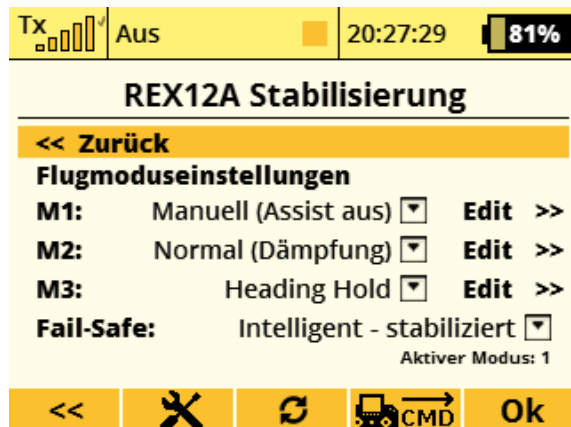 Tx Aus 20:27:29 81%
REX12A Stabilisierung
<< Zurück
Flugmoduseinstellungen
M1: Manuell (Assist aus) Edit >>
M2: Normal (Dämpfung) Edit >>
M3: Heading Hold Edit >>
Fail-Safe: Intelligent - stabiliziert
Aktiver Modus: 1
<< CMD Ok